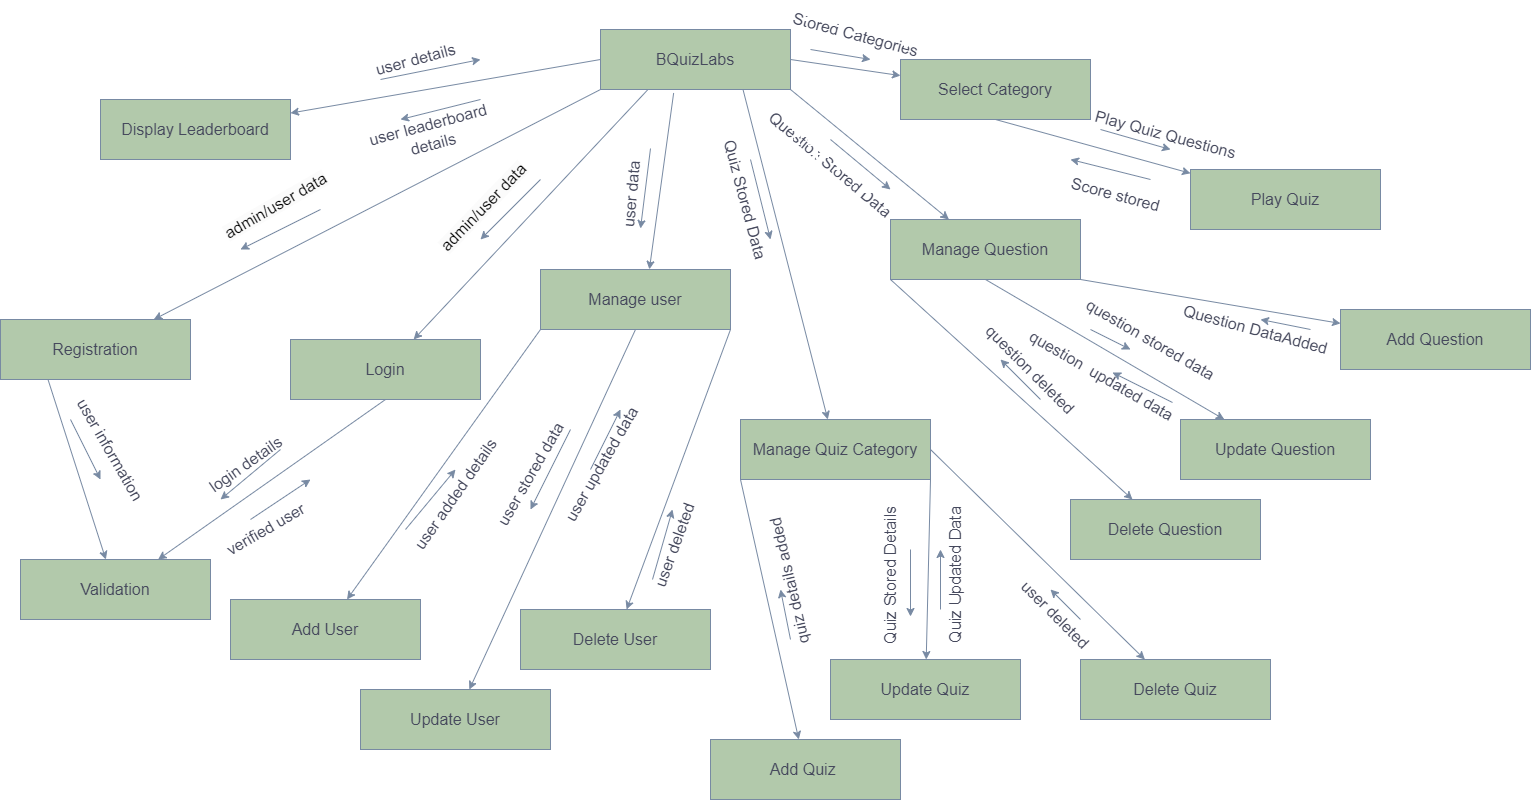 BQuizLabs
Stored Categories
user details
Select Category
Display Leaderboard
user leaderboard
details
Play Quiz Questions
Score stored
Play Quiz
admin/user data
admin/user data
user data
Quiz Stored Data
Question Stored Data
Manage Question
Manage user
Registration
Login
question stored data
Question DataAdded
Add Question
question deleted
question updated data
user information
login details
verified user
user added details
user stored data
user updated data
user deleted
Manage Quiz Category
Update Question
Delete Question
quiz details added
Quiz Stored Details
Quiz Updated Data
user deleted
Validation
Add User
Delete User
Update User
Update Quiz
Delete Quiz
Add Quiz